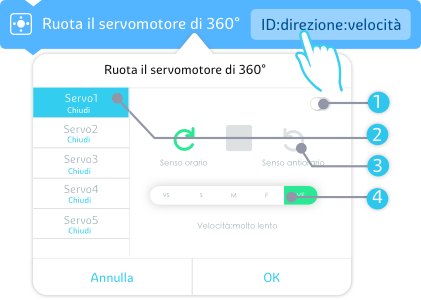 Ruota il servomotore di 360° ID:direzione:velocità
Ruota il servomotore di 360°
Servo1
Chiudi
1
Servo2
Chiudi
2
Servo3
Chiudi
Senso orario Senso antiorario
3
Servo4
Chiudi
VS S M F
4
Servo5
Chiudi
Velocità:molto lento
Annulla OK